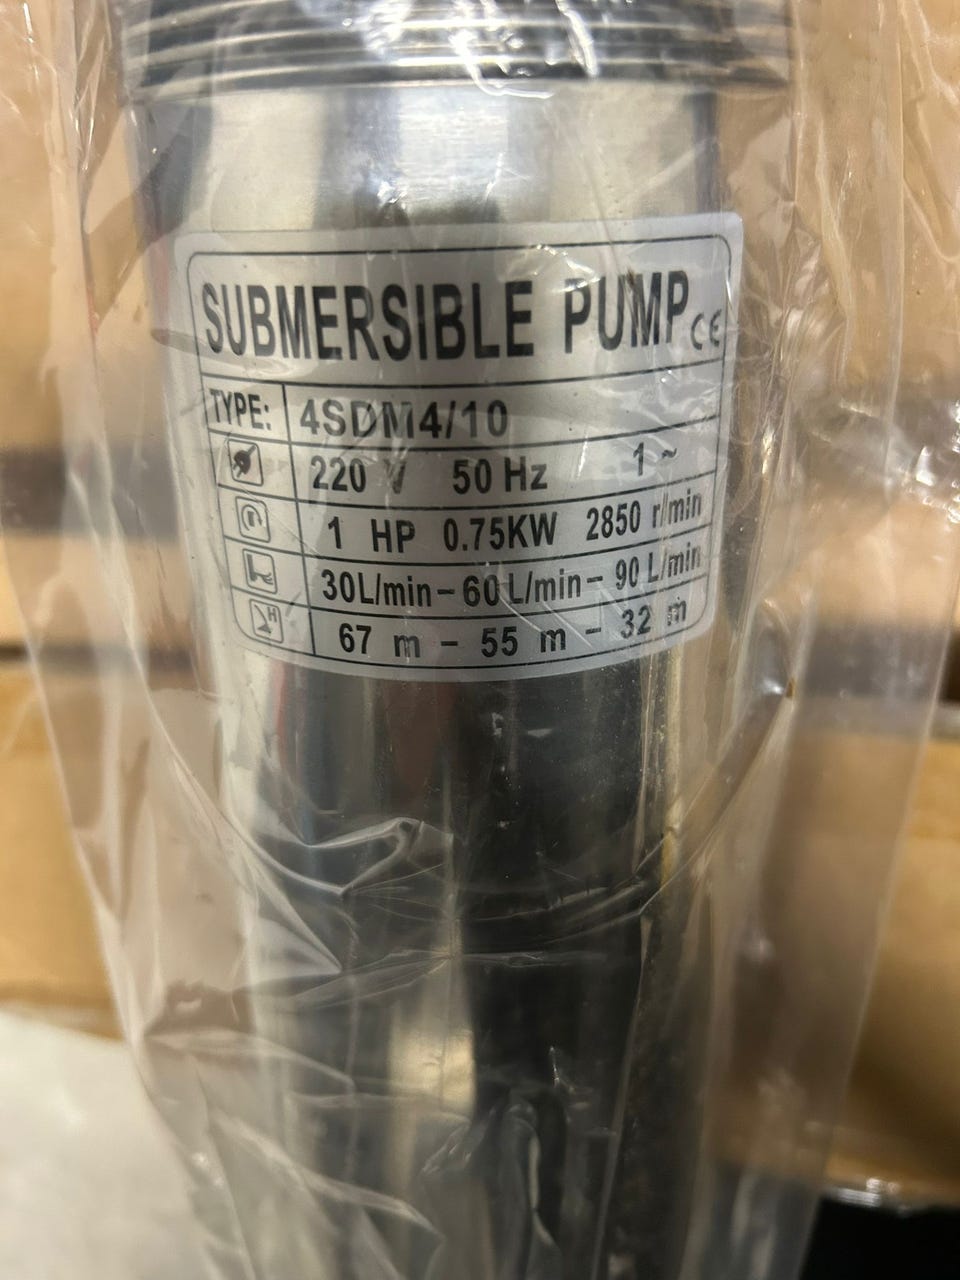 SUBMERSIBLE PUMP CE
TYPE: 4SDM4/10
220 V 50 Hz 1 ~
1 HP 0.75KW 2850 r/min
30L/min - 60 L/min - 90 L/min
H 67 m - 55 m - 32 m